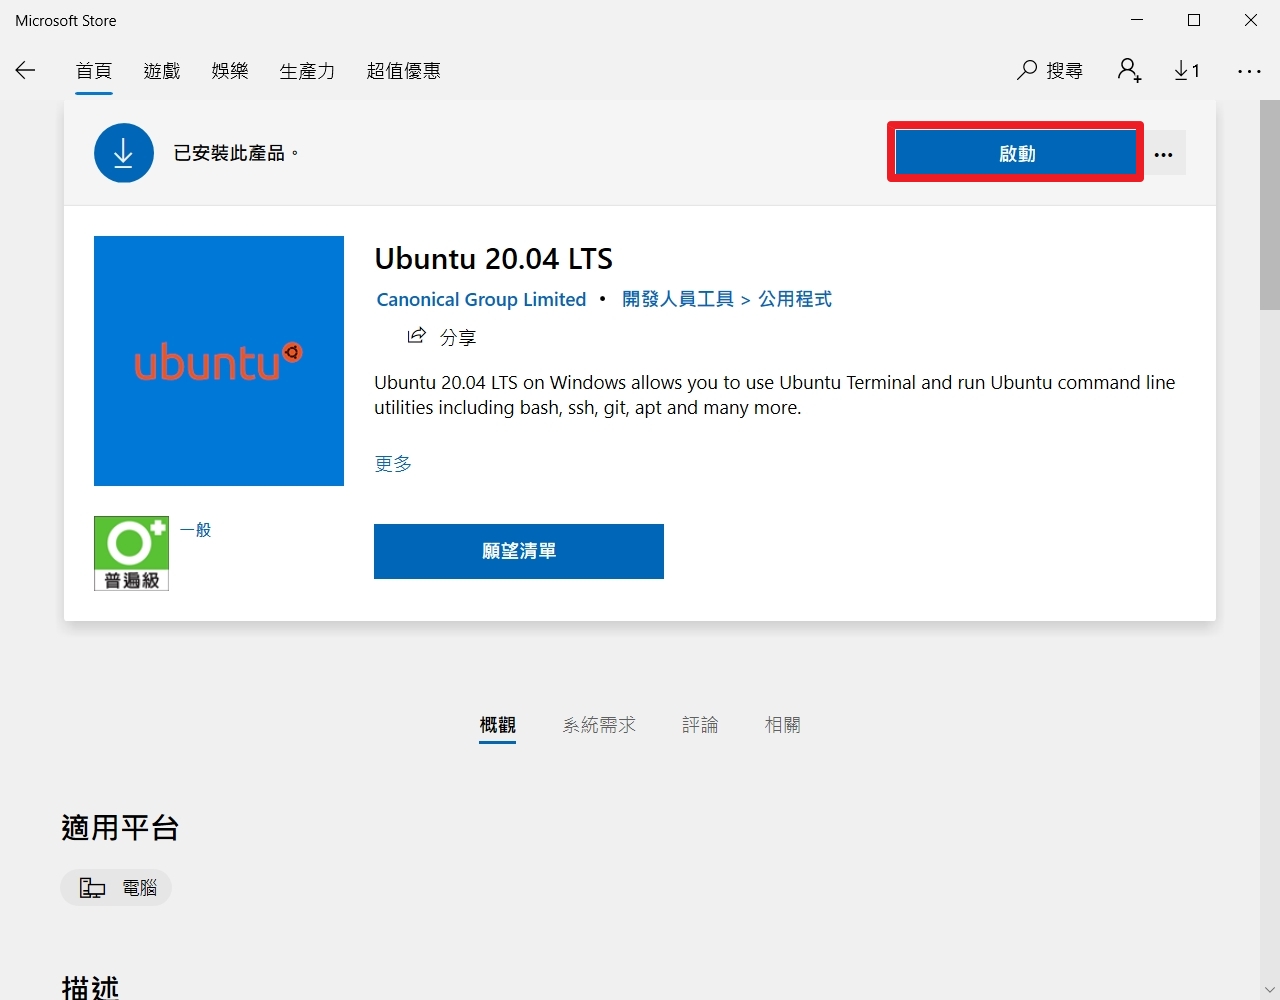 Microsoft Store
首頁 遊戲 娛樂 生產力 超值優惠 搜尋 1
已安裝此產品。 啟動
ubuntu
Ubuntu 20.04 LTS
Canonical Group Limited • 開發人員工具 > 公用程式
分享
Ubuntu 20.04 LTS on Windows allows you to use Ubuntu Terminal and run Ubuntu command line
utilities including bash, ssh, git, apt and many more.
更多
普遍級
一般
願望清單
概觀 系統需求 評論 相關
適用平台
電腦
描述